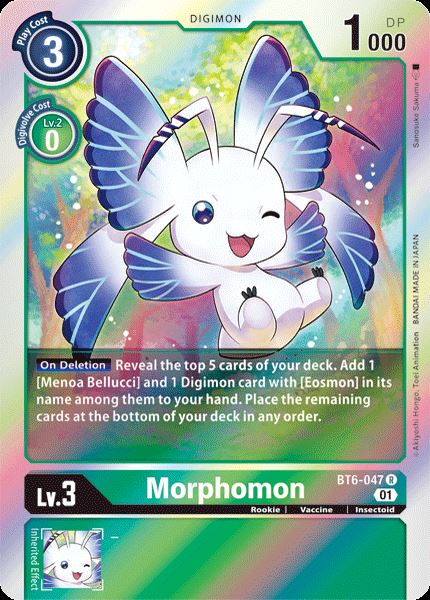 DIGIMON
Play Cost
3
1000
DP
Digivolve Cost
Lv.2
0
Sanosuke Sakuma
©Akiyoshi Hongo, Toei Animation BANDAI MADE IN JAPAN
On Deletion Reveal the top 5 cards of your deck. Add 1
[Menoa Bellucci] and 1 Digimon card with [Eosmon] in its
name among them to your hand. Place the remaining
cards at the bottom of your deck in any order.
Lv.3
Morphomon
BT6-047 R
01
Rookie | Vaccine | Insectoid
Inherited Effect
–